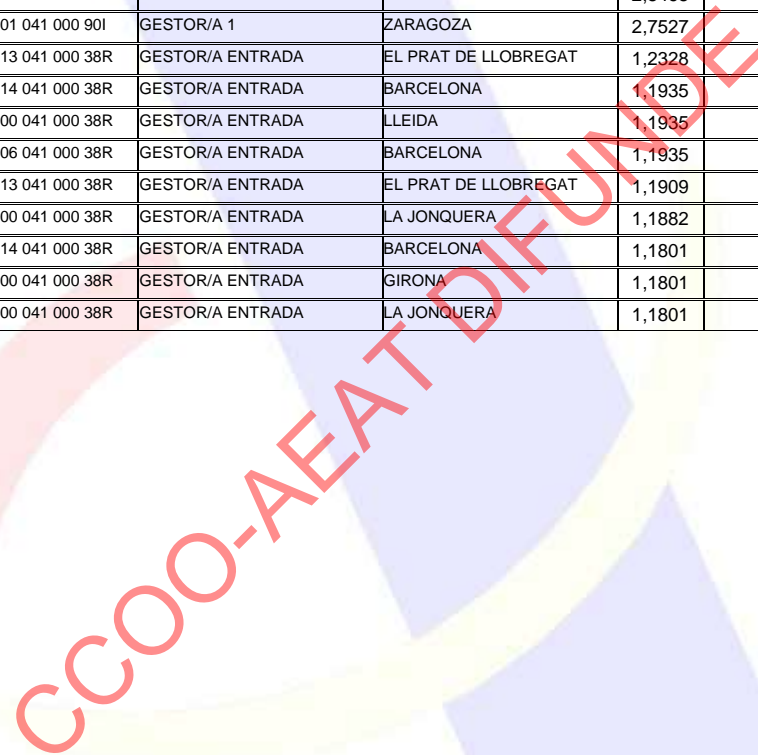 01 041 000 90I GESTOR/A 1 ZARAGOZA 2,7527
13 041 000 38R GESTOR/A ENTRADA EL PRAT DE LLOBREGAT 1,2328
14 041 000 38R GESTOR/A ENTRADA BARCELONA 1,1935
00 041 000 38R GESTOR/A ENTRADA LLEIDA 1,1935
06 041 000 38R GESTOR/A ENTRADA BARCELONA 1,1935
13 041 000 38R GESTOR/A ENTRADA EL PRAT DE LLOBREGAT 1,1909
00 041 000 38R GESTOR/A ENTRADA LA JONQUERA 1,1882
14 041 000 38R GESTOR/A ENTRADA BARCELONA 1,1801
00 041 000 38R GESTOR/A ENTRADA GIRONA 1,1801
00 041 000 38R GESTOR/A ENTRADA LA JONQUERA 1,1801
CCOO-AEAT DIFUNDE